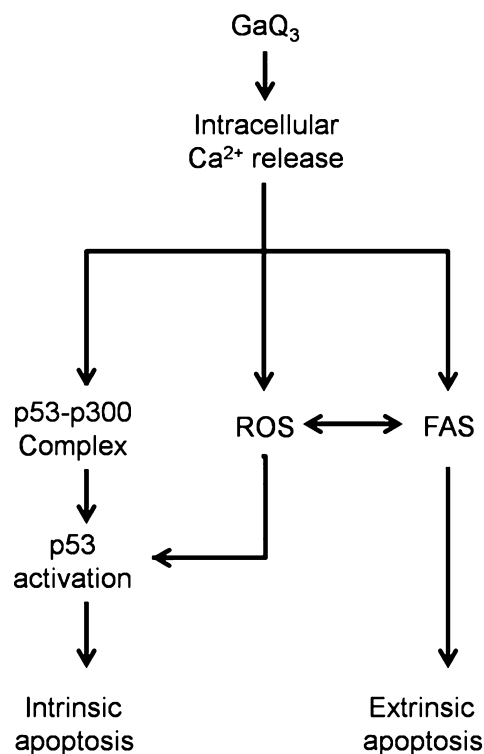 GaQ₃
Intracellular
Ca²⁺ release
p53-p300
Complex
ROS
FAS
p53
activation
Intrinsic
apoptosis
Extrinsic
apoptosis